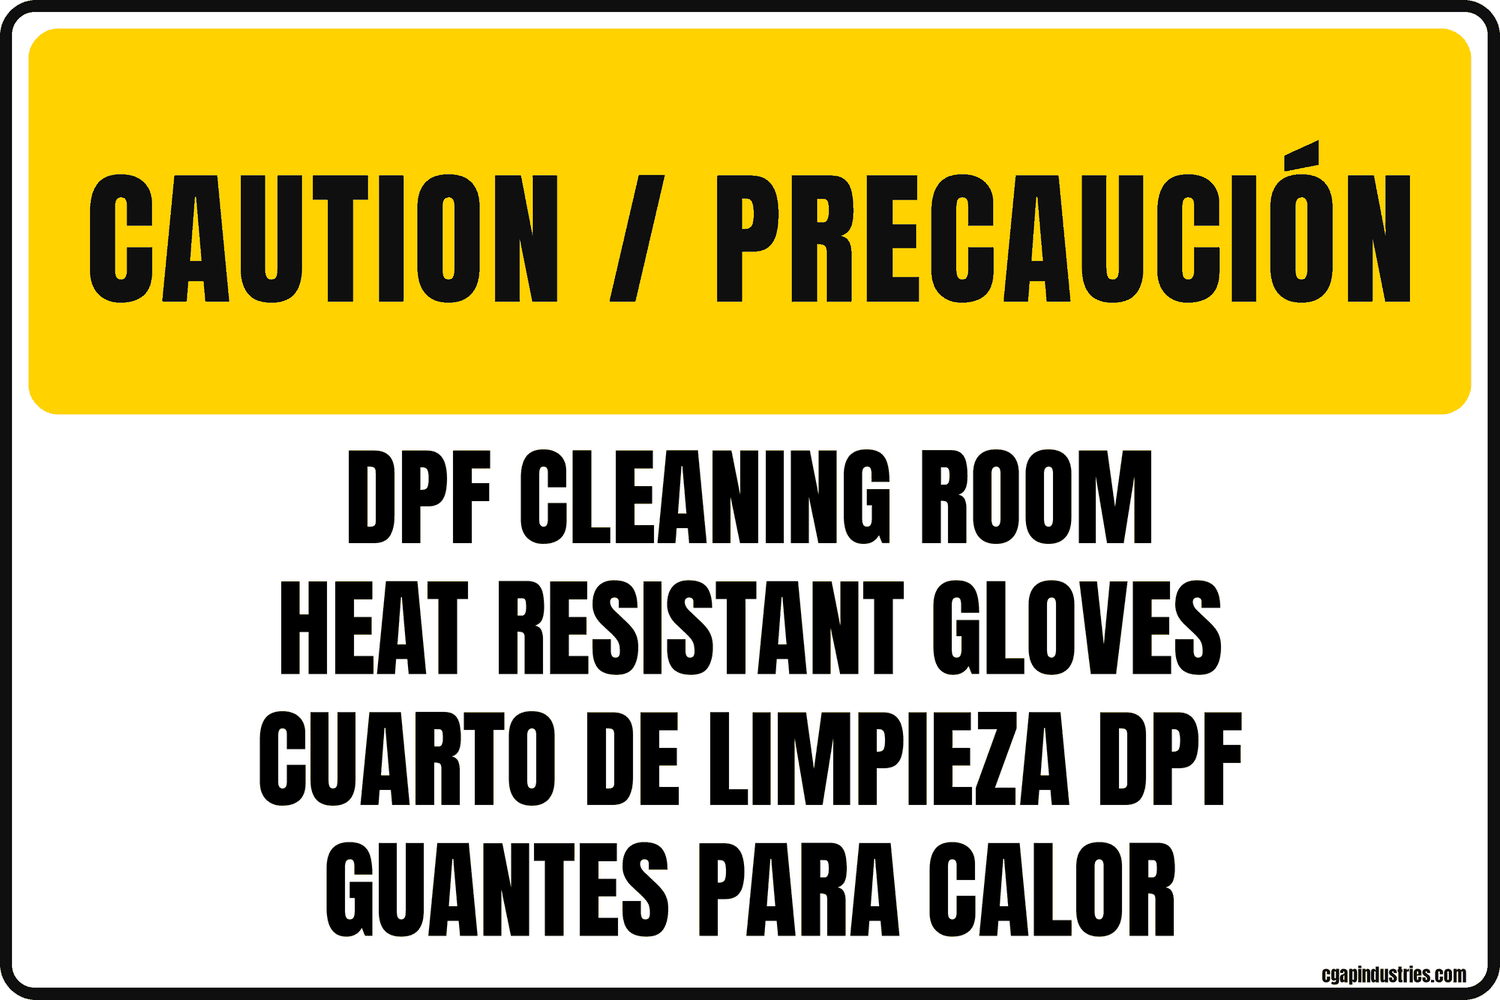 CAUTION / PRECAUCIÓN
DPF CLEANING ROOM
HEAT RESISTANT GLOVES
CUARTO DE LIMPIEZA DPF
GUANTES PARA CALOR
cgapindustries.com